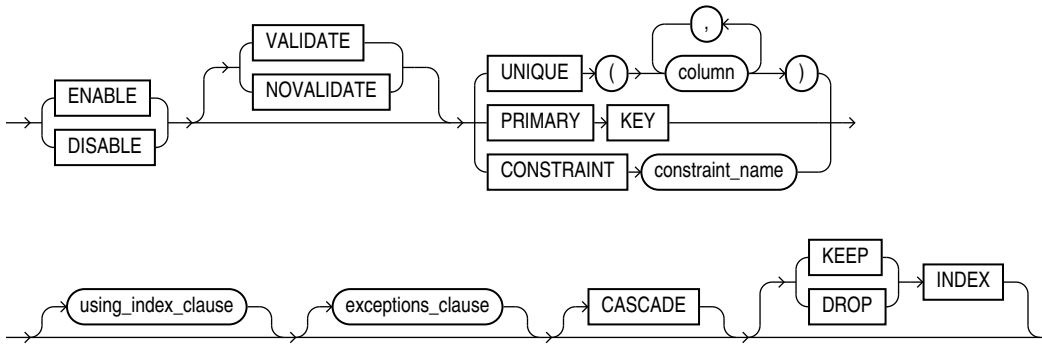 ,
VALIDATE
UNIQUE ( column )
ENABLE
NOVALIDATE
PRIMARY KEY
DISABLE
CONSTRAINT constraint_name
KEEP
using_index_clause exceptions_clause CASCADE INDEX
DROP